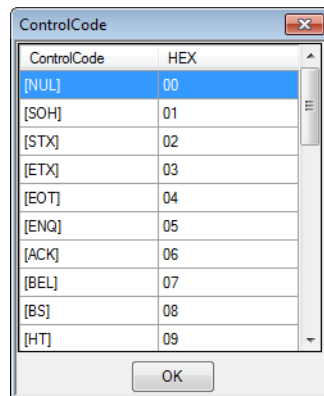 ControlCode
ControlCode HEX
[NUL] 00
[SOH] 01
[STX] 02
[ETX] 03
[EOT] 04
[ENQ] 05
[ACK] 06
[BEL] 07
[BS] 08
[HT] 09
OK